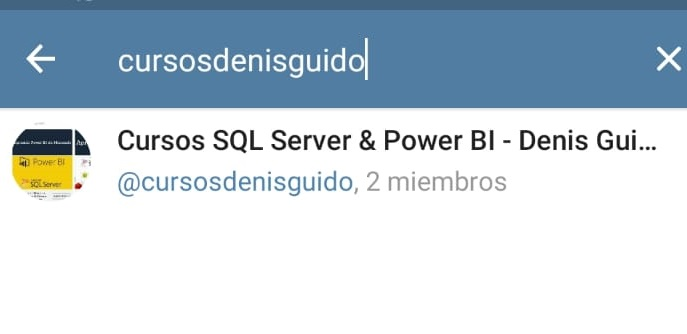 cursosdenisguido
Cursos SQL Server & Power BI - Denis Gui...
@cursosdenisguido, 2 miembros
Power BI
SQL Server